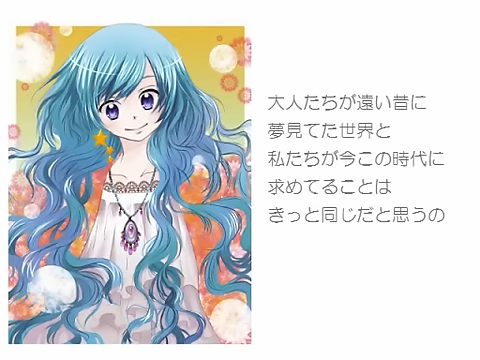 大人たちが遠い昔に
夢見てた世界と
私たちが今この時代に
求めてることは
きっと同じだと思うの